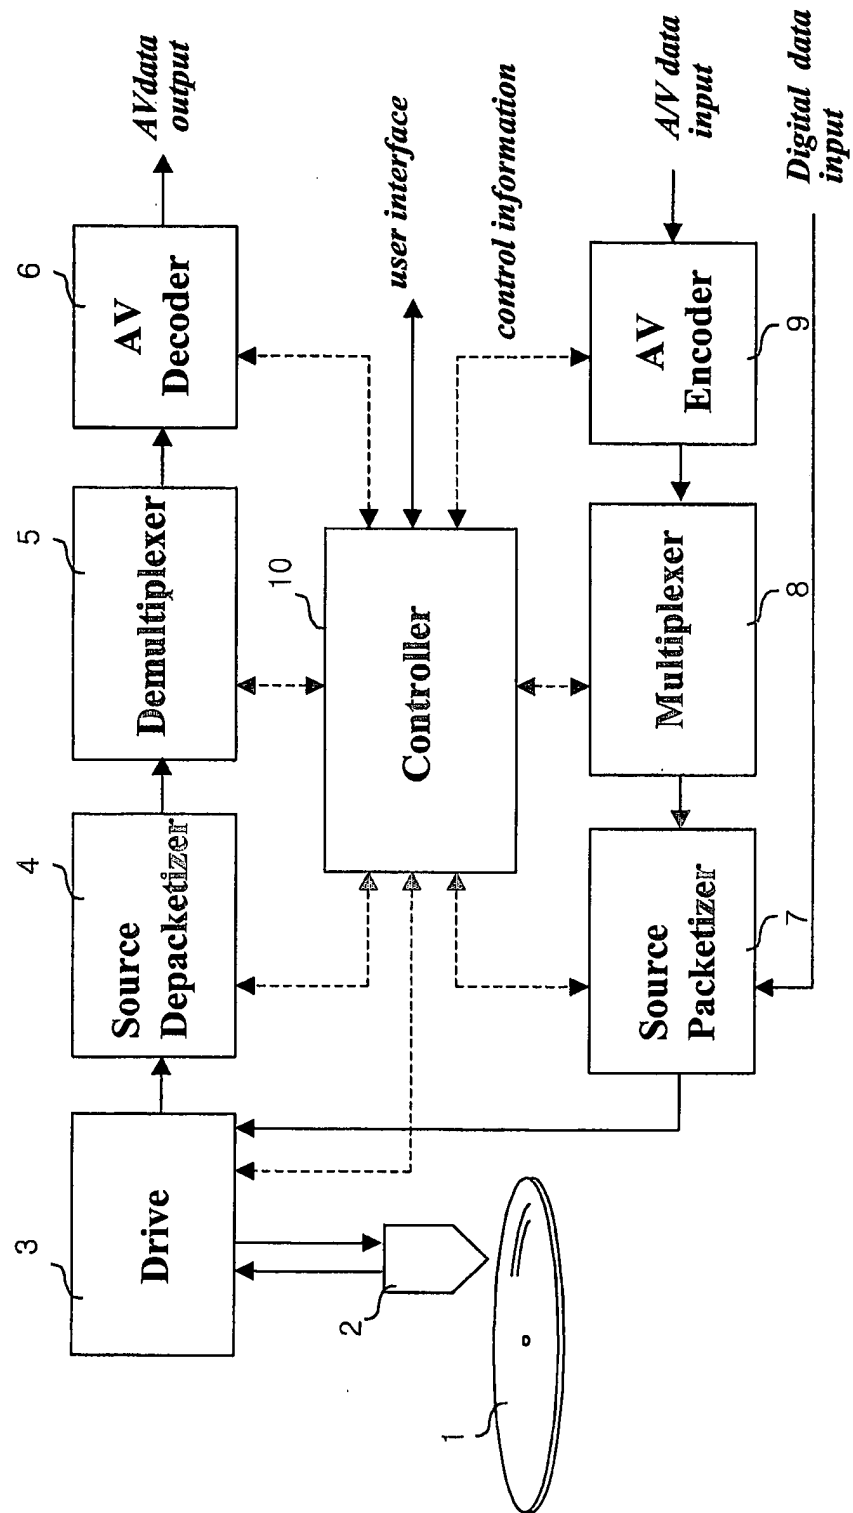 3
Drive
4
Source
Depacketizer
5
Demultiplexer
6
AV
Decoder
AVdata
output
2
1
10
Controller
user interface
control information
Source
Packetizer
7
Multiplexer
8
AV
Encoder
9
A/V data
input
Digital data
input